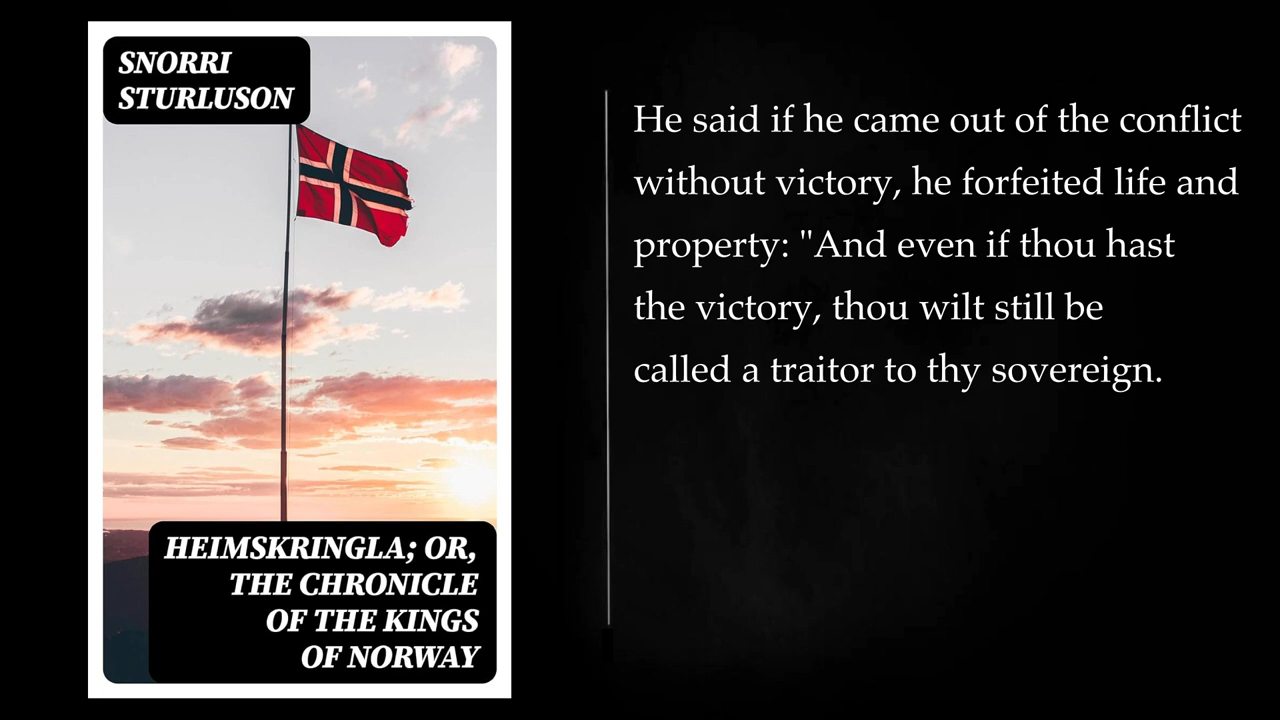 SNORRI
STURLUSON
HEIMSKRINGLA; OR,
THE CHRONICLE
OF THE KINGS
OF NORWAY
He said if he came out of the conflict
without victory, he forfeited life and
property: "And even if thou hast
the victory, thou wilt still be
called a traitor to thy sovereign.